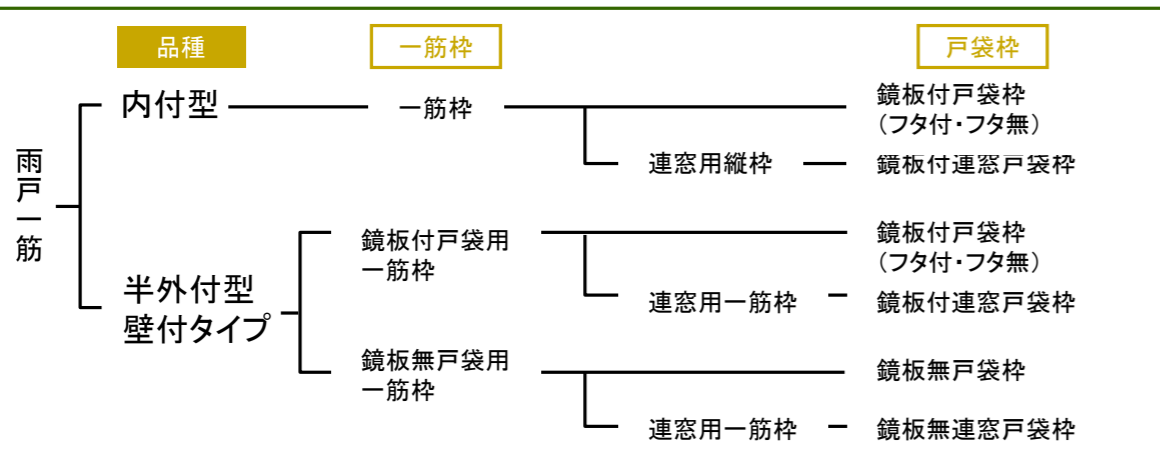 品種
一筋枠
戸袋枠
雨戸一筋
内付型
一筋枠
鏡板付戸袋枠
（フタ付・フタ無）
連窓用縦枠
鏡板付連窓戸袋枠
半外付型
壁付タイプ
鏡板付戸袋用
一筋枠
鏡板付戸袋枠
（フタ付・フタ無）
連窓用一筋枠
鏡板付連窓戸袋枠
鏡板無戸袋用
一筋枠
鏡板無戸袋枠
連窓用一筋枠
鏡板無連窓戸袋枠